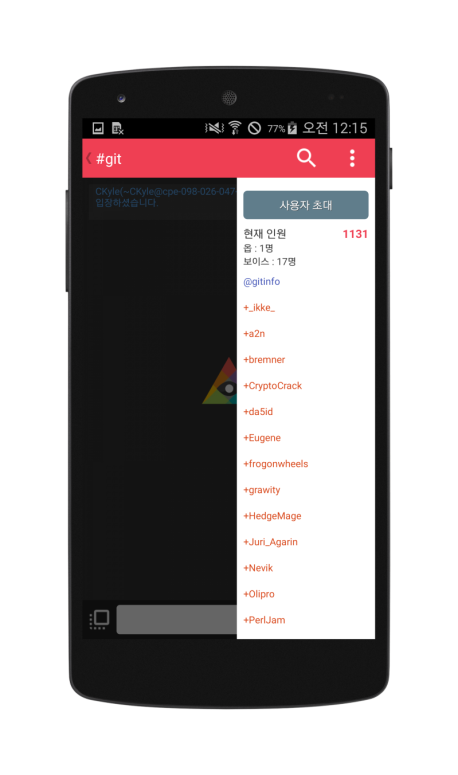 77% 오전 12:15
#git
CKyle(~CKyle@cpe-098-026-047
입장하셨습니다.
사용자 초대
현재 인원 1131
옵 : 1명
보이스 : 17명
@gitinfo
+_ikke_
+a2n
+bremner
+CryptoCrack
+da5id
+Eugene
+frogonwheels
+grawity
+HedgeMage
+Juri_Agarin
+Nevik
+Olipro
+PerlJam